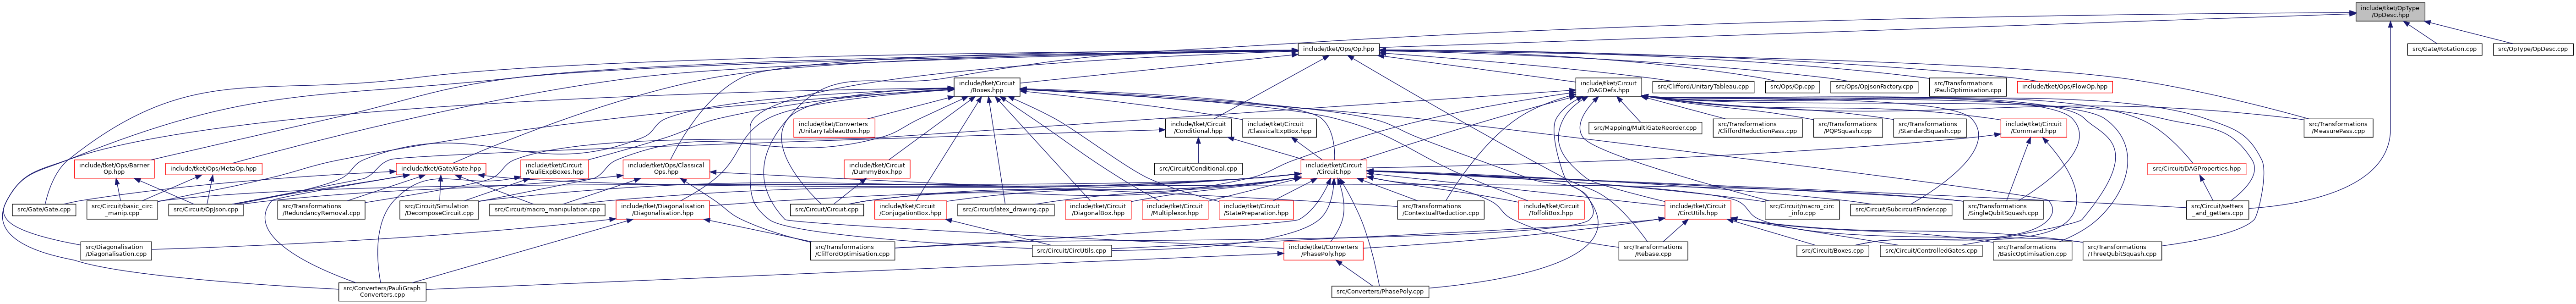 include/tket/OpType
/OpDesc.hpp
include/tket/Ops/Op.hpp
src/Gate/Rotation.cpp
src/OpType/OpDesc.cpp
include/tket/Circuit
/Boxes.hpp
include/tket/Circuit
/DAGDefs.hpp
src/Clifford/UnitaryTableau.cpp
src/Ops/Op.cpp
src/Ops/OpJsonFactory.cpp
src/Transformations
/PauliOptimisation.cpp
include/tket/Ops/FlowOp.hpp
include/tket/Converters
/UnitaryTableauBox.hpp
include/tket/Circuit
/Conditional.hpp
include/tket/Circuit
/ClassicalExpBox.hpp
src/Mapping/MultiGateReorder.cpp
src/Transformations
/CliffordReductionPass.cpp
src/Transformations
/PQPSquash.cpp
src/Transformations
/StandardSquash.cpp
include/tket/Circuit
/Command.hpp
src/Transformations
/MeasurePass.cpp
include/tket/Ops/Barrier
Op.hpp
include/tket/Ops/MetaOp.hpp
include/tket/Gate/Gate.hpp
include/tket/Circuit
/PauliExpBoxes.hpp
include/tket/Ops/Classical
Ops.hpp
include/tket/Circuit
/DummyBox.hpp
src/Circuit/Conditional.cpp
include/tket/Circuit
/Circuit.hpp
src/Circuit/DAGProperties.hpp
src/Gate/Gate.cpp
src/Circuit/basic_circ
_manip.cpp
src/Circuit/OpJson.cpp
src/Transformations
/RedundancyRemoval.cpp
src/Circuit/Simulation
/DecomposeCircuit.cpp
src/Circuit/macro_manipulation.cpp
include/tket/Diagonalisation
/Diagonalisation.hpp
src/Circuit/Circuit.cpp
include/tket/Circuit
/ConjugationBox.hpp
src/Circuit/latex_drawing.cpp
include/tket/Circuit
/DiagonalBox.hpp
include/tket/Circuit
/Multiplexor.hpp
include/tket/Circuit
/StatePreparation.hpp
src/Transformations
/ContextualReduction.cpp
include/tket/Circuit
/ToffoliBox.hpp
include/tket/Circuit
/CircUtils.hpp
src/Circuit/macro_circ
_info.cpp
src/Circuit/SubcircuitFinder.cpp
src/Transformations
/SingleQubitSquash.cpp
src/Circuit/setters
_and_getters.cpp
src/Diagonalisation
/Diagonalisation.cpp
src/Transformations
/CliffordOptimisation.cpp
src/Circuit/CircUtils.cpp
include/tket/Converters
/PhasePoly.hpp
src/Transformations
/Rebase.cpp
src/Circuit/Boxes.cpp
src/Circuit/ControlledGates.cpp
src/Transformations
/BasicOptimisation.cpp
src/Transformations
/ThreeQubitSquash.cpp
src/Converters/PauliGraph
Converters.cpp
src/Converters/PhasePoly.cpp